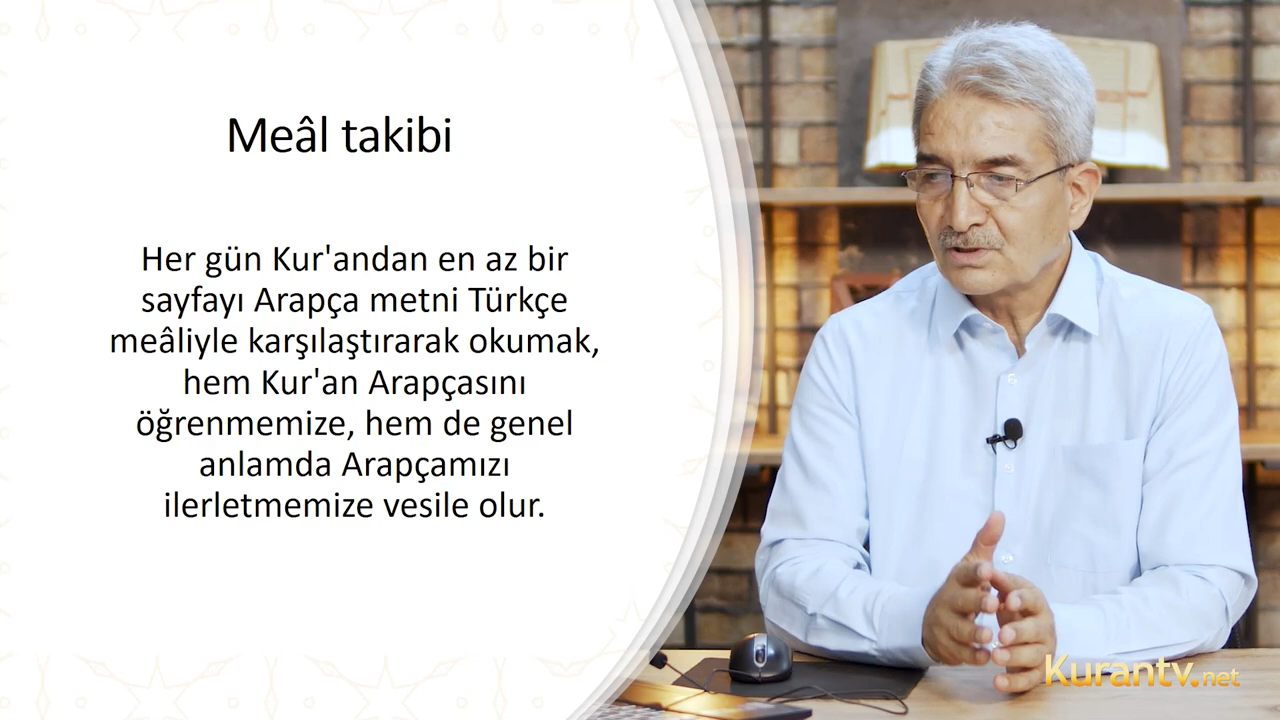 Meâl takibi
Her gün Kur'andan en az bir
sayfayı Arapça metni Türkçe
meâliyle karşılaştırarak okumak,
hem Kur'an Arapçasını
öğrenmemize, hem de genel
anlamda Arapçamızı
ilerletmemize vesile olur.
Kurantv.net